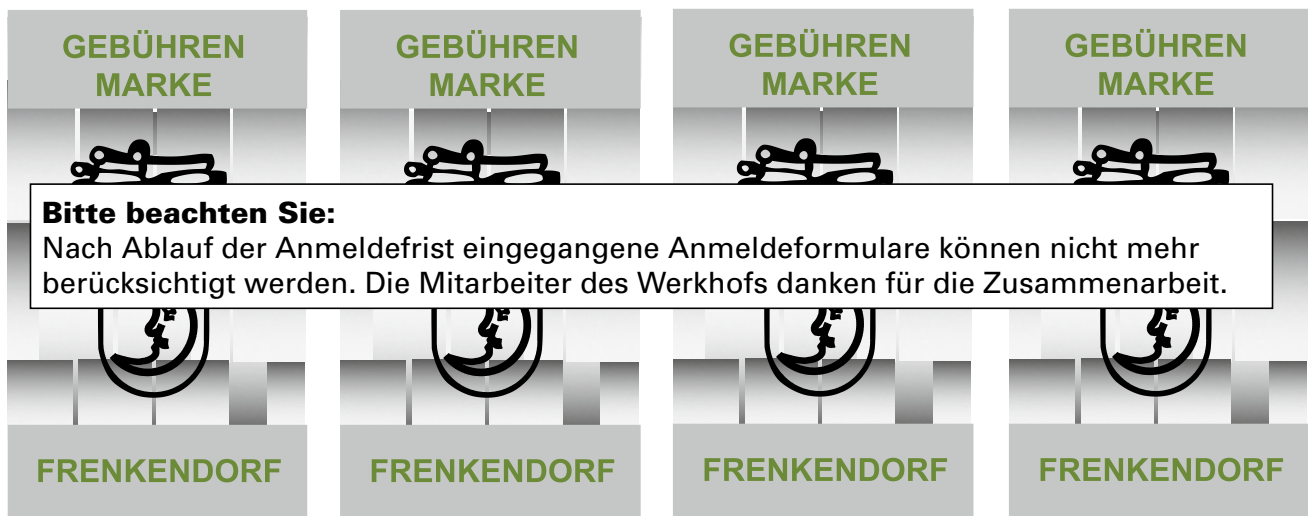 GEBÜHREN
MARKE
GEBÜHREN
MARKE
GEBÜHREN
MARKE
GEBÜHREN
MARKE
Bitte beachten Sie:
Nach Ablauf der Anmeldefrist eingegangene Anmeldeformulare können nicht mehr
berücksichtigt werden. Die Mitarbeiter des Werkhofs danken für die Zusammenarbeit.
FRENKENDORF
FRENKENDORF
FRENKENDORF
FRENKENDORF